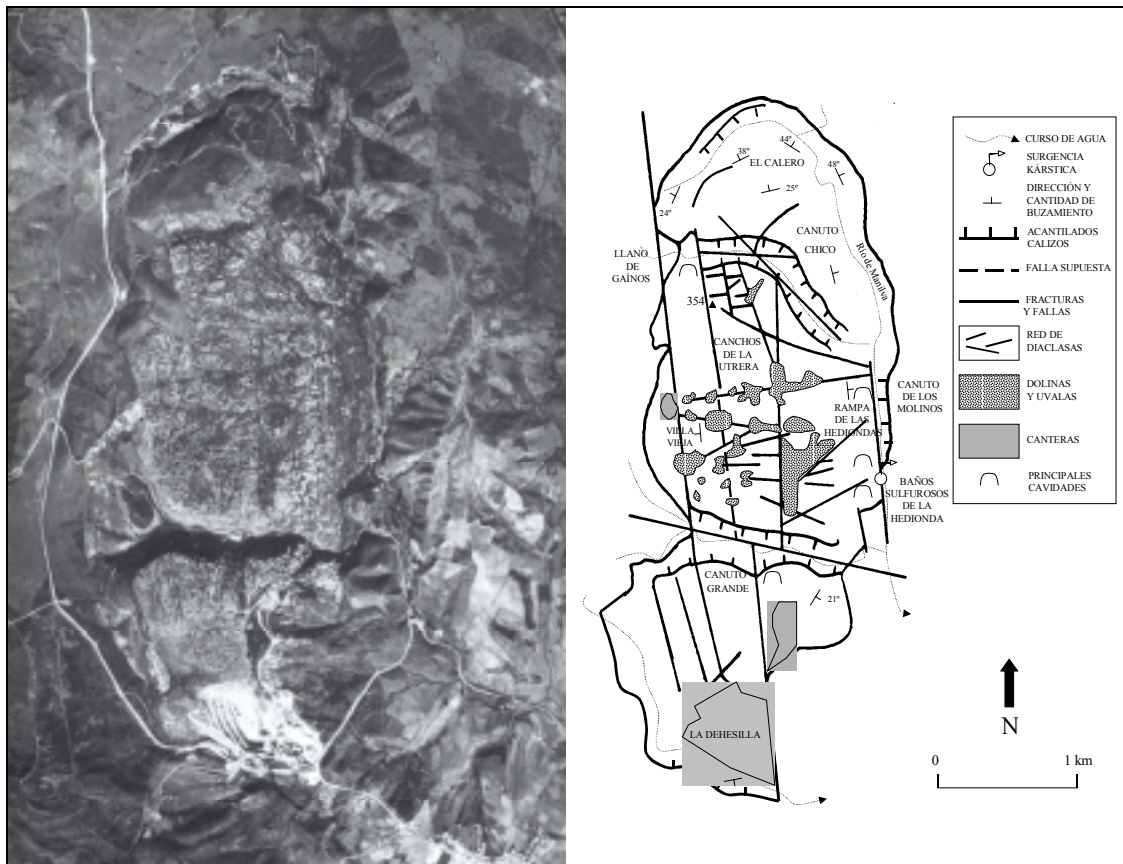 44º
38º
EL CALERO
48º
25º
24º
CANUTO
CHICO
LLANO
DE
GAÍNOS
Río de Manilva
354
CANCHOS
DE LA
UTRERA
CANUTO
DE LOS
MOLINOS
RAMPA
DE LAS
HEDIONDAS
VILLA
VIEJA
BAÑOS
SULFUROSOS
DE LA
HEDIONDA
CANUTO
GRANDE
21º
LA DEHESILLA
CURSO DE AGUA
SURGENCIA
KÁRSTICA
DIRECCIÓN Y
CANTIDAD DE
BUZAMIENTO
ACANTILADOS
CALIZOS
FALLA SUPUESTA
FRACTURAS
Y FALLAS
RED DE
DIACLASAS
DOLINAS
Y UVALAS
CANTERAS
PRINCIPALES
CAVIDADES
N
0 1 km